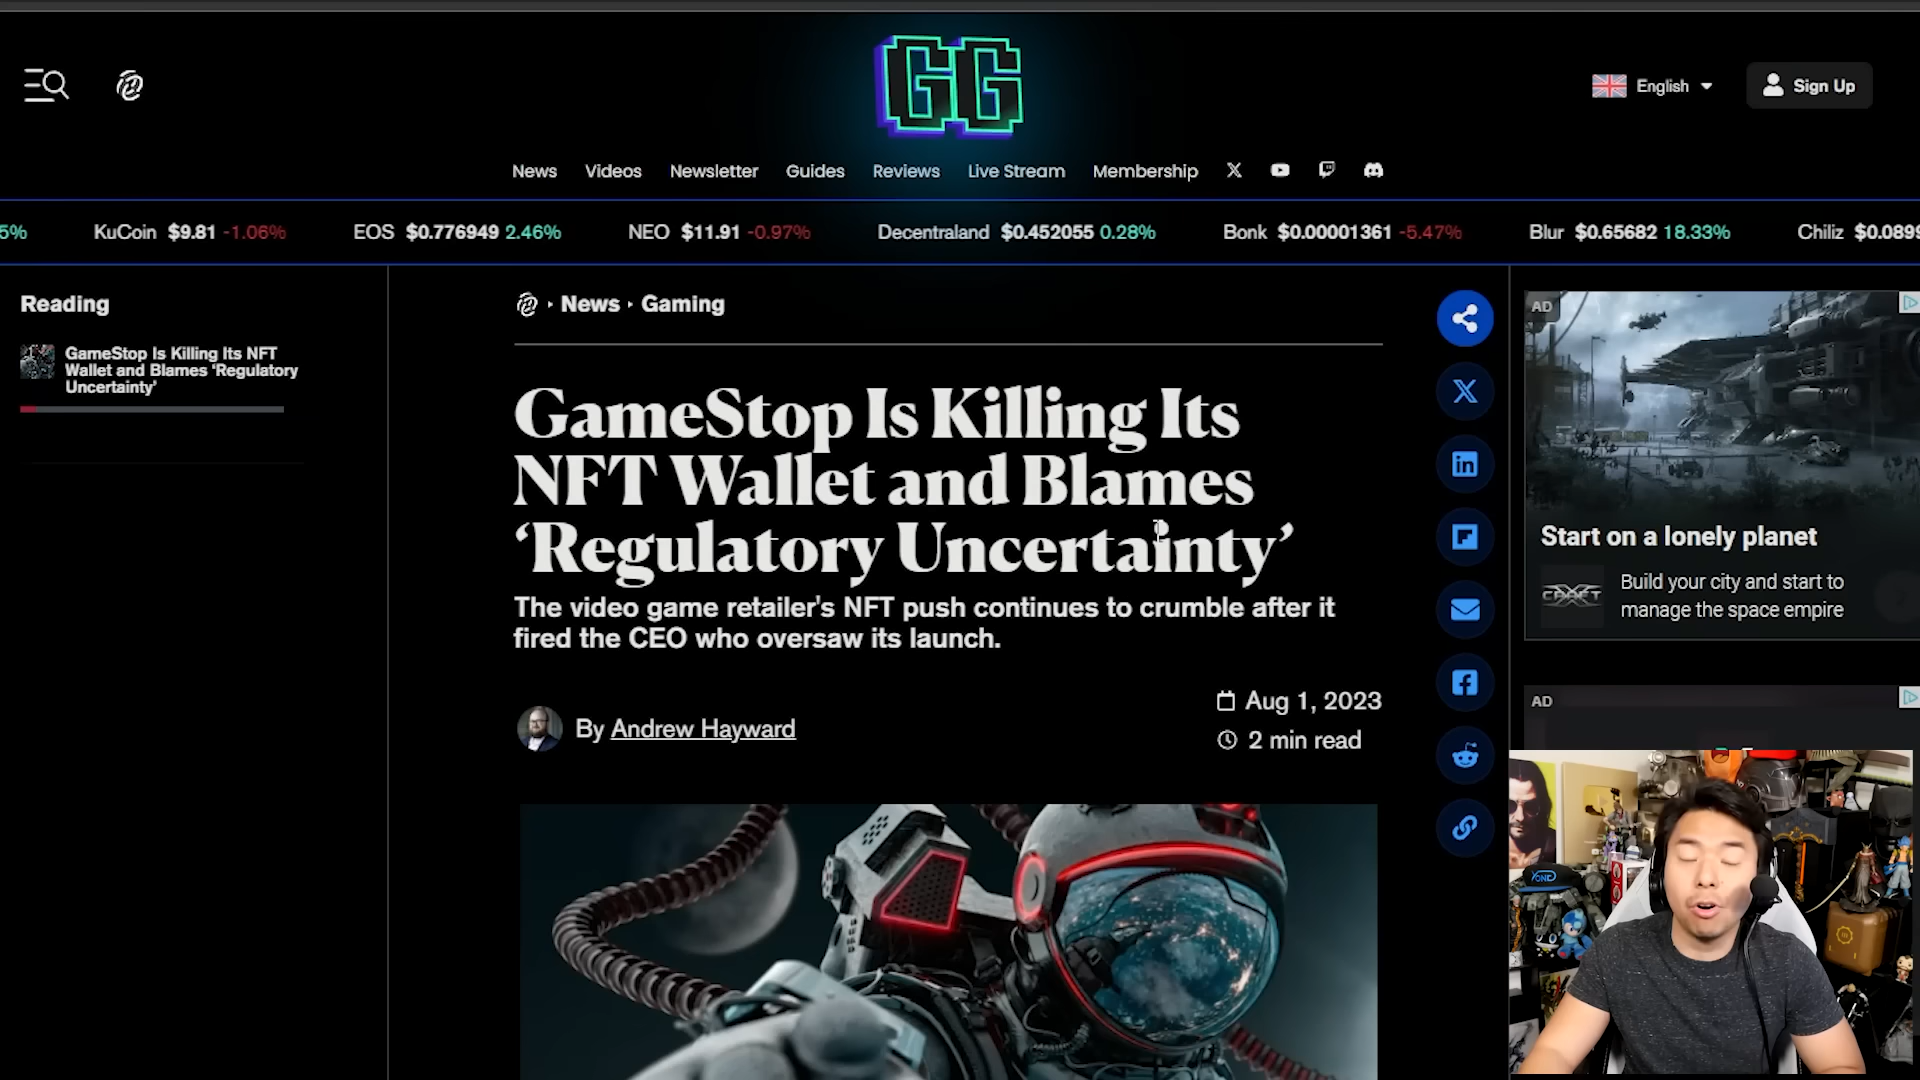 GG
English
Sign Up
News Videos Newsletter Guides Reviews Live Stream Membership
5% KuCoin $9.81 -1.06% EOS $0.776949 2.46% NEO $11.91 -0.97% Decentraland $0.452055 0.28% Bonk $0.00001361 -5.47% Blur $0.65682 18.33% Chiliz $0.0899
Reading
GameStop Is Killing Its NFT
Wallet and Blames ‘Regulatory
Uncertainty’
News · Gaming
GameStop Is Killing Its
NFT Wallet and Blames
‘Regulatory Uncertainty’
The video game retailer's NFT push continues to crumble after it
fired the CEO who oversaw its launch.
By Andrew Hayward
Aug 1, 2023
2 min read
AD
Start on a lonely planet
Build your city and start to
manage the space empire
AD